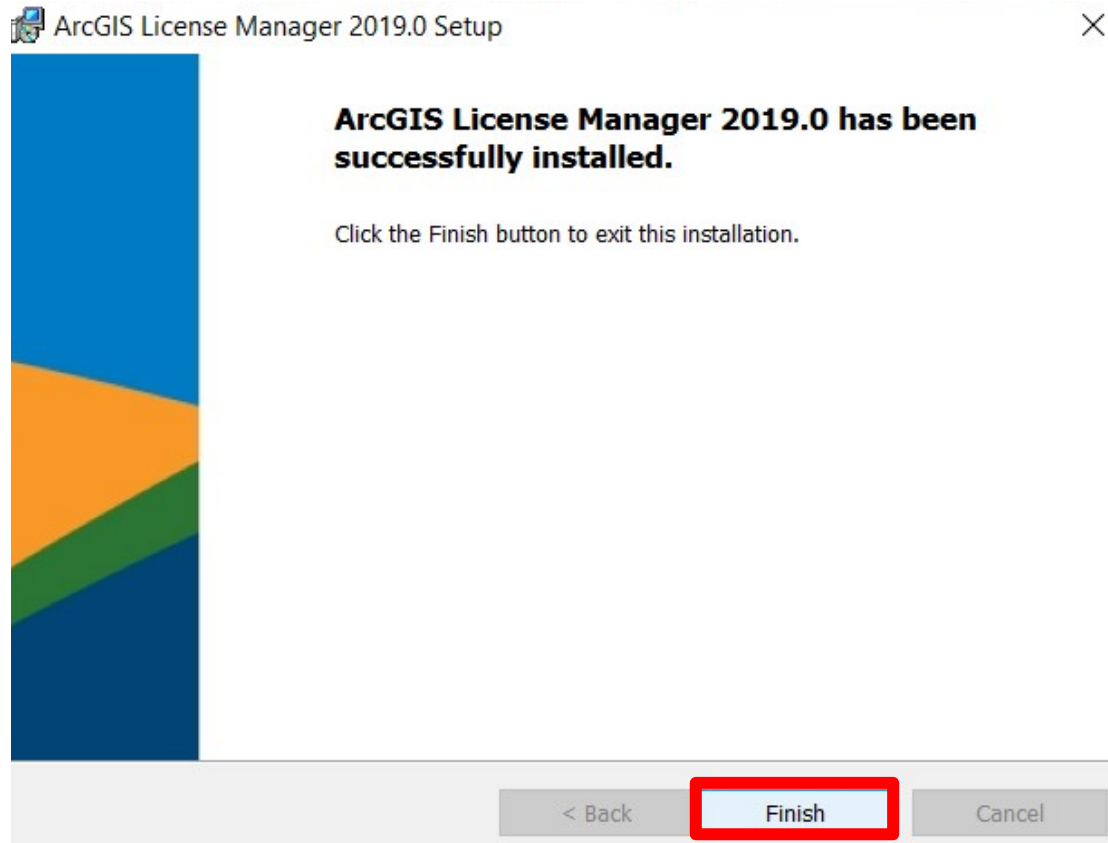 ArcGIS License Manager 2019.0 Setup
ArcGIS License Manager 2019.0 has been
successfully installed.
Click the Finish button to exit this installation.
< Back
Finish
Cancel